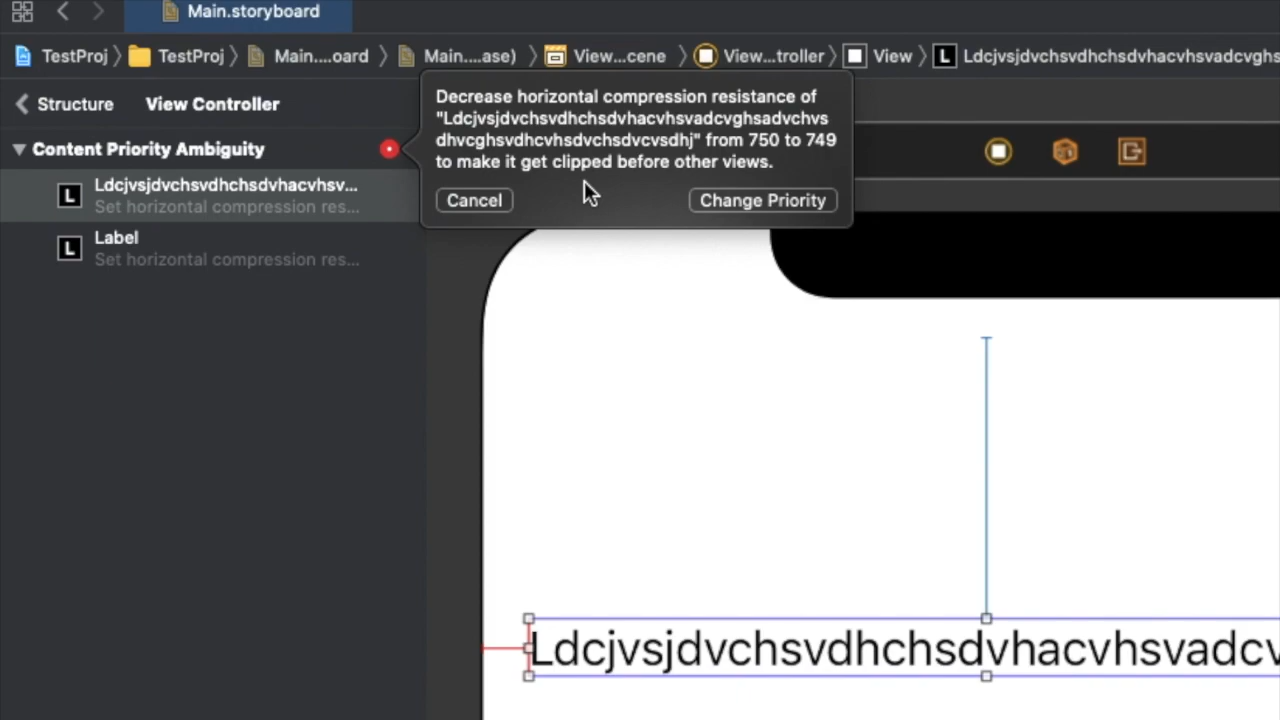 Main.storyboard
TestProj
TestProj
Main....oard
Main....ase)
View...cene
View...troller
View
L
Ldcjvsjdvchsvdhchsdvhacvhsvadcvghs
Structure
View Controller
Content Priority Ambiguity
L
Ldcjvsjdvchsvdhchsdvhacvhsv...
Set horizontal compression res...
L
Label
Set horizontal compression res...
Decrease horizontal compression resistance of
"Ldcjvsjdvchsvdhchsdvhacvhsvadcvghsadvchvs
dhvcghsvdhcvhsdvchsdvcvsdhj" from 750 to 749
to make it get clipped before other views.
Cancel
Change Priority
Ldcjvsjdvchsvdhchsdvhacvhsvadcv